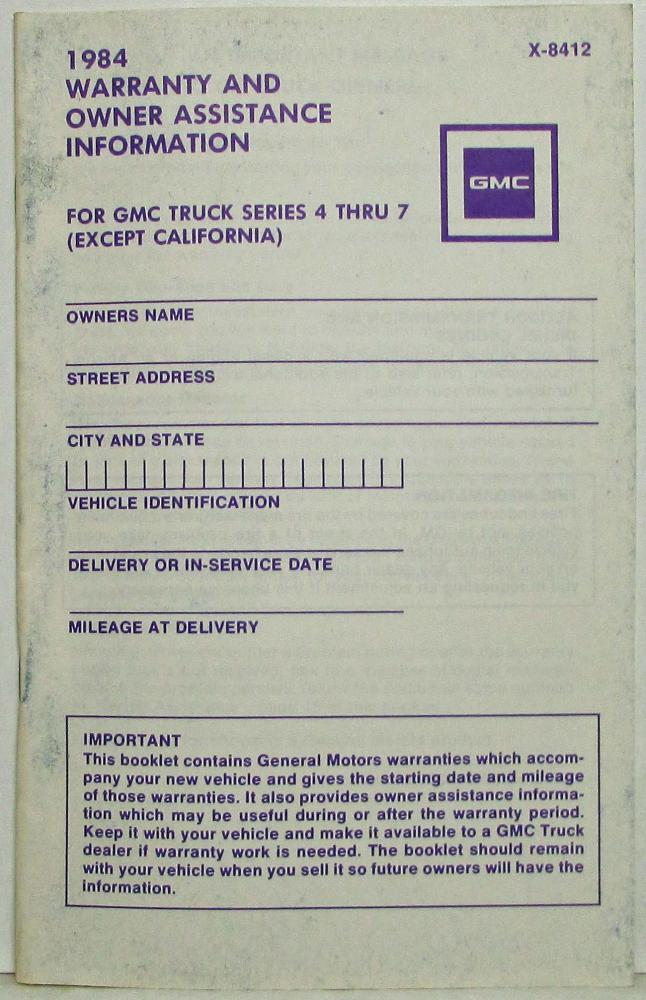 1984
X-8412
WARRANTY AND
OWNER ASSISTANCE
INFORMATION
GMC
FOR GMC TRUCK SERIES 4 THRU 7
(EXCEPT CALIFORNIA)
OWNERS NAME
STREET ADDRESS
CITY AND STATE
VEHICLE IDENTIFICATION
DELIVERY OR IN-SERVICE DATE
MILEAGE AT DELIVERY
IMPORTANT
This booklet contains General Motors warranties which accom-
pany your new vehicle and gives the starting date and mileage
of those warranties. It also provides owner assistance informa-
tion which may be useful during or after the warranty period.
Keep it with your vehicle and make it available to a GMC Truck
dealer if warranty work is needed. The booklet should remain
with your vehicle when you sell it so future owners will have the
information.